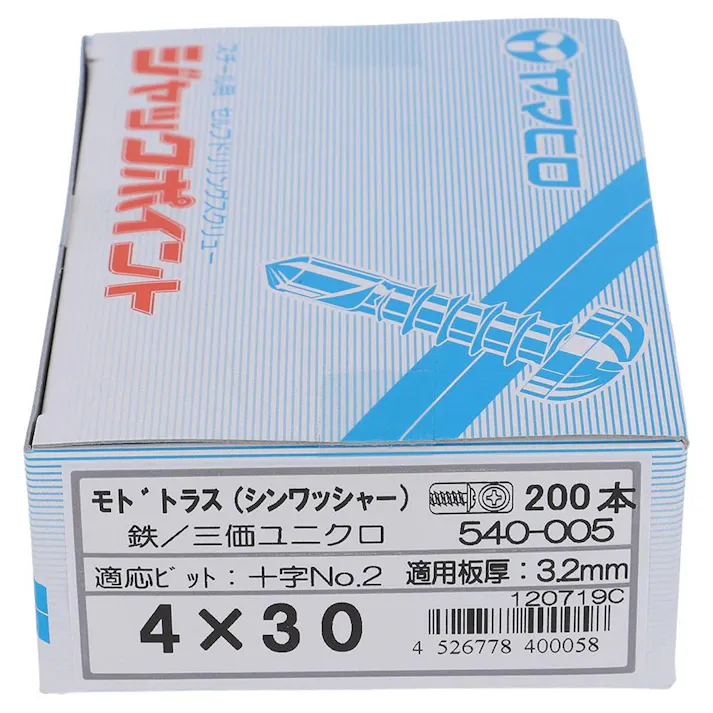 ヤマヒロ
スチール用 セルフドリリングスクリュー
ジャックポイント
モドトラス(シンワッシャー) 200本
鉄/三価ユニクロ 540-005
適応ビット:十字No.2 適用板厚:3.2mm
120719C
4×30
4 526778 400058